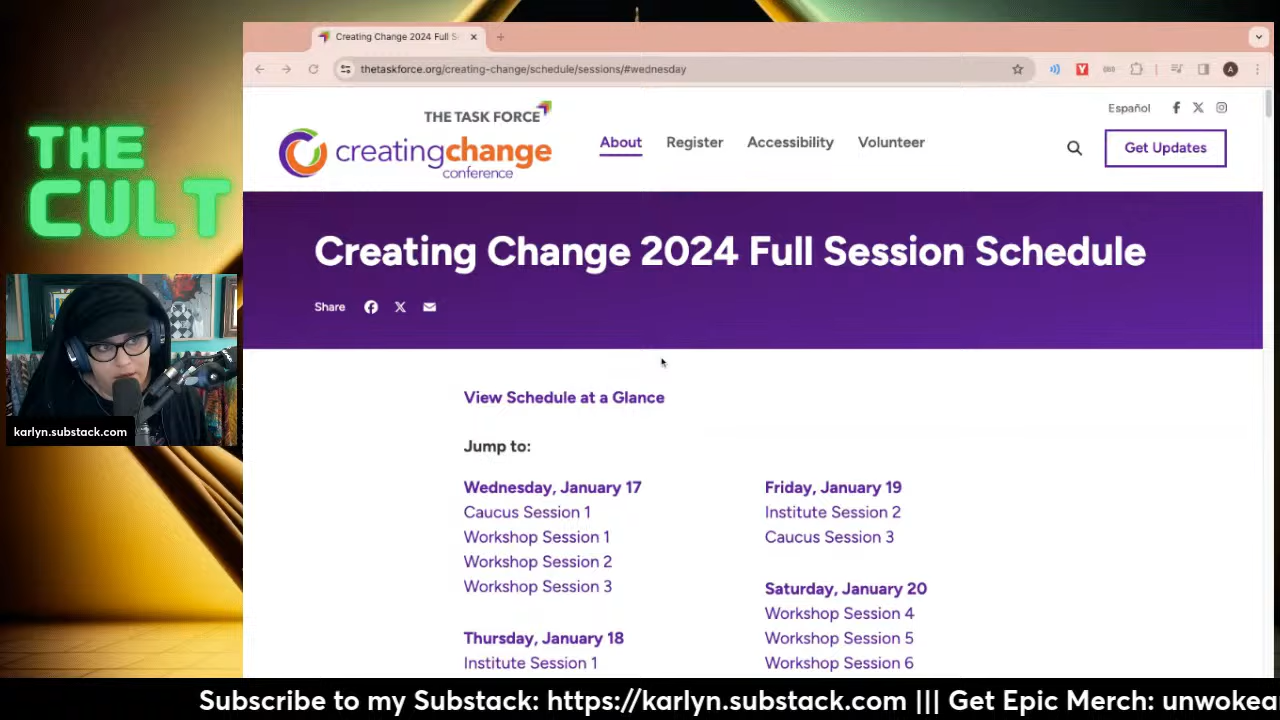 THE
CULT
karlyn.substack.com
Creating Change 2024 Full S
thetaskforce.org/creating-change/schedule/sessions/#wednesday
A
THE TASK FORCE
creatingchange
conference
About
Register
Accessibility
Volunteer
Español
Get Updates
Creating Change 2024 Full Session Schedule
Share
View Schedule at a Glance
Jump to:
Wednesday, January 17
Caucus Session 1
Workshop Session 1
Workshop Session 2
Workshop Session 3
Thursday, January 18
Institute Session 1
Friday, January 19
Institute Session 2
Caucus Session 3
Saturday, January 20
Workshop Session 4
Workshop Session 5
Workshop Session 6
Subscribe to my Substack: https://karlyn.substack.com ||| Get Epic Merch: unwokea